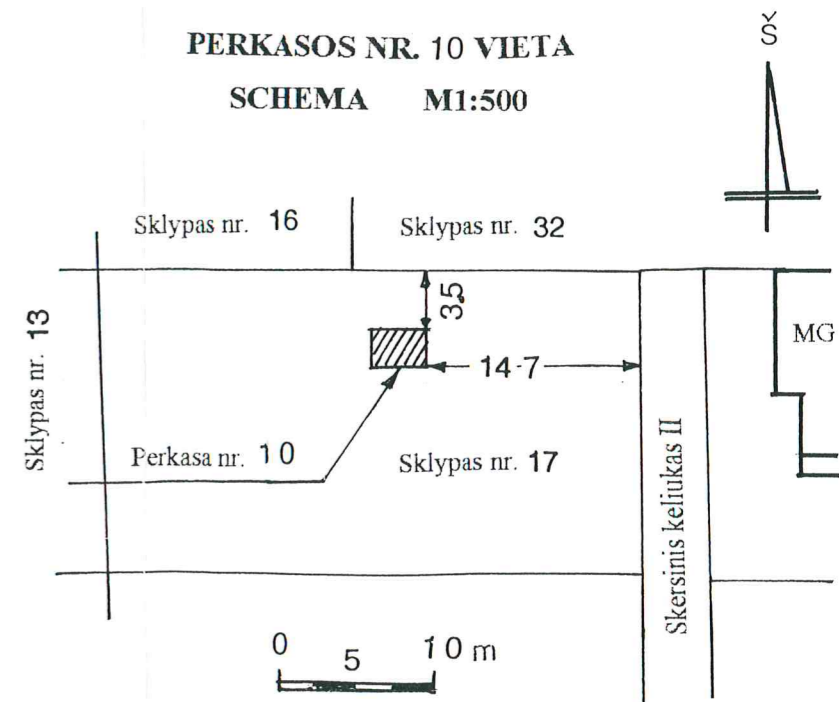 PERKASOS NR. 10 VIETA
SCHEMA M1:500
Š
Sklypas nr. 16
Sklypas nr. 32
Sklypas nr. 13
3.5
14.7
MG
Perkasa nr. 10
Sklypas nr. 17
Skersinis keliukas II
0 5 10 m